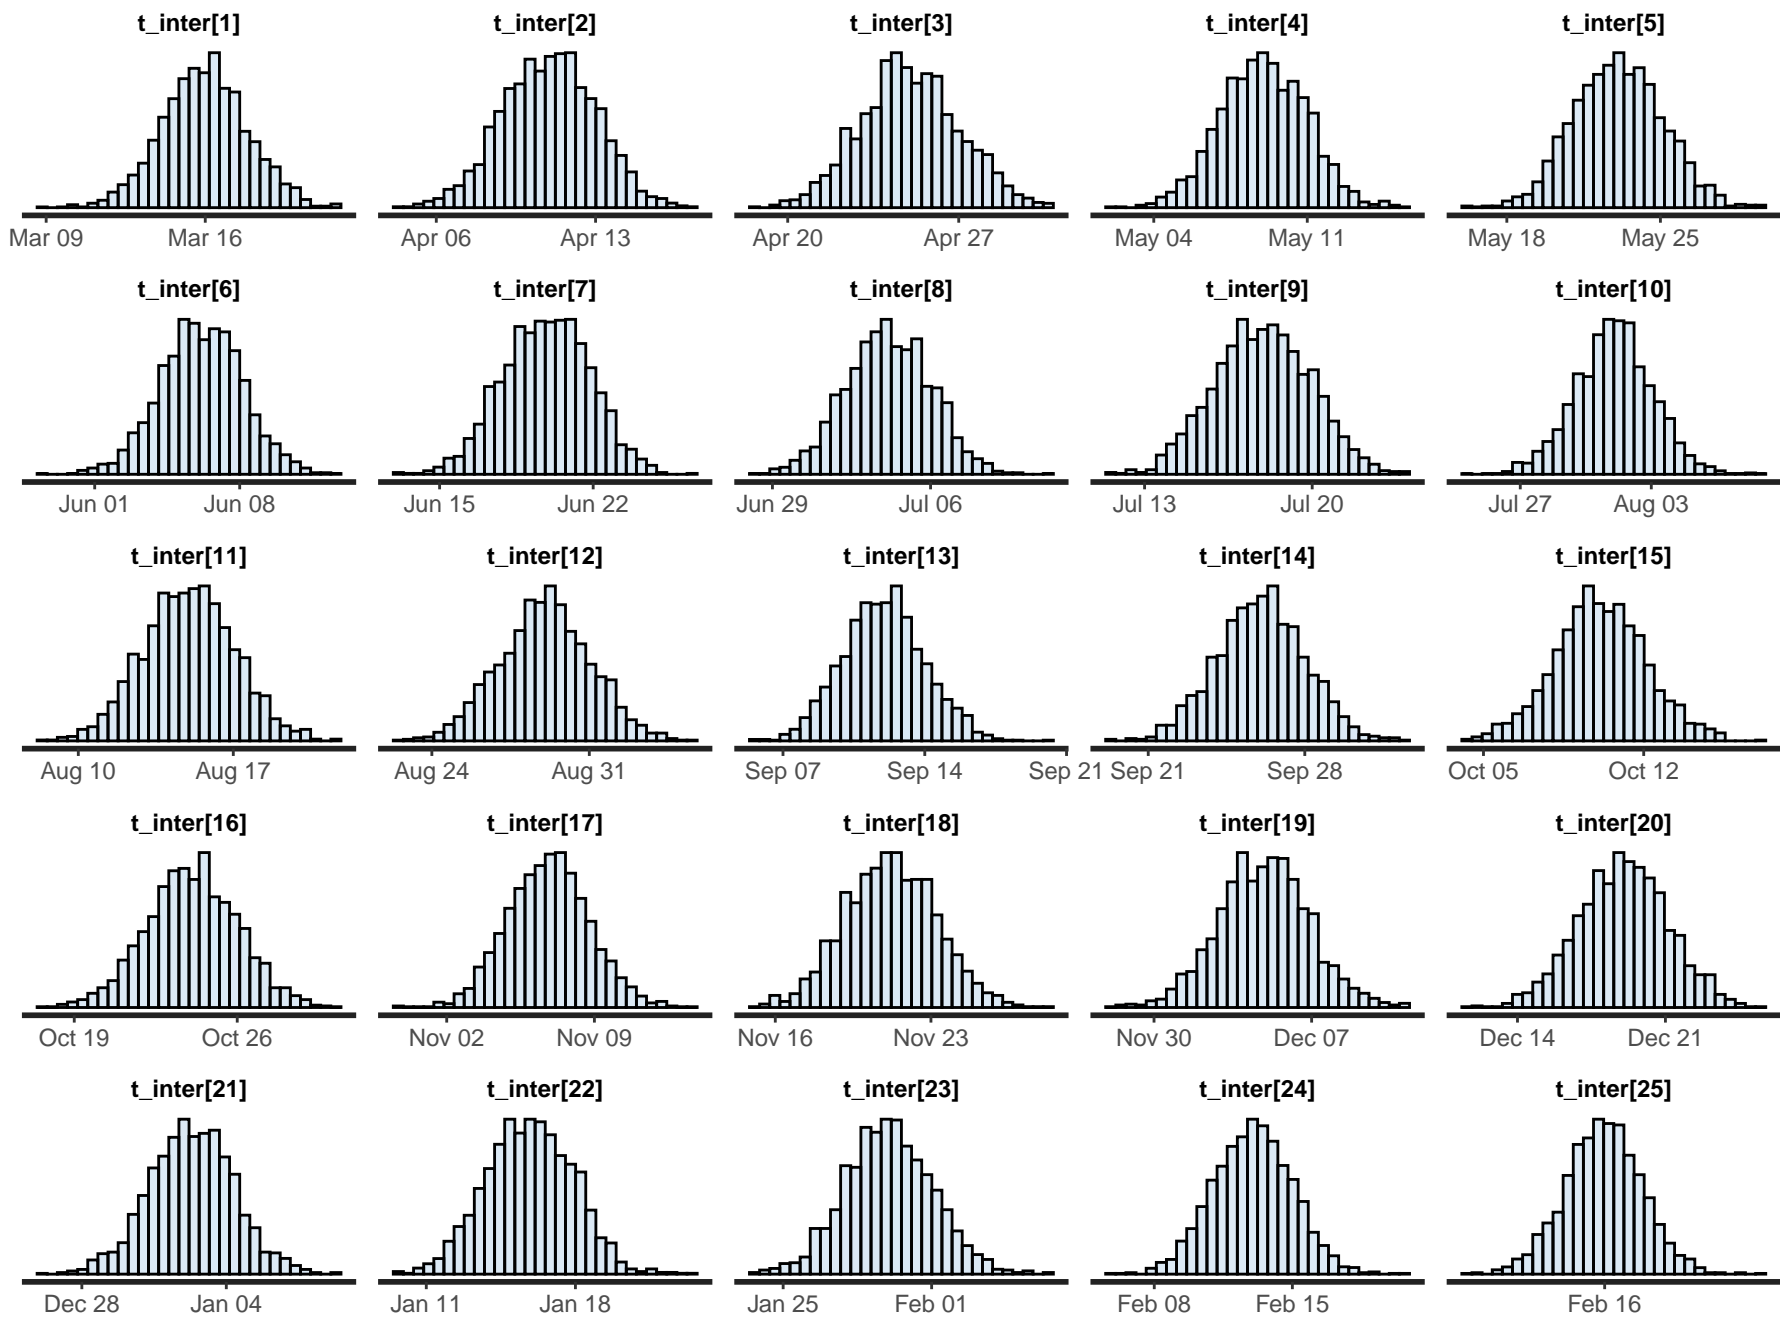 t_inter[1] t_inter[2] t_inter[3] t_inter[4] t_inter[5]
Mar 09 Mar 16 Apr 06 Apr 13 Apr 20 Apr 27 May 04 May 11 May 18 May 25
t_inter[6] t_inter[7] t_inter[8] t_inter[9] t_inter[10]
Jun 01 Jun 08 Jun 15 Jun 22 Jun 29 Jul 06 Jul 13 Jul 20 Jul 27 Aug 03
t_inter[11] t_inter[12] t_inter[13] t_inter[14] t_inter[15]
Aug 10 Aug 17 Aug 24 Aug 31 Sep 07 Sep 14 Sep 21 Sep 21 Sep 28 Oct 05 Oct 12
t_inter[16] t_inter[17] t_inter[18] t_inter[19] t_inter[20]
Oct 19 Oct 26 Nov 02 Nov 09 Nov 16 Nov 23 Nov 30 Dec 07 Dec 14 Dec 21
t_inter[21] t_inter[22] t_inter[23] t_inter[24] t_inter[25]
Dec 28 Jan 04 Jan 11 Jan 18 Jan 25 Feb 01 Feb 08 Feb 15 Feb 16